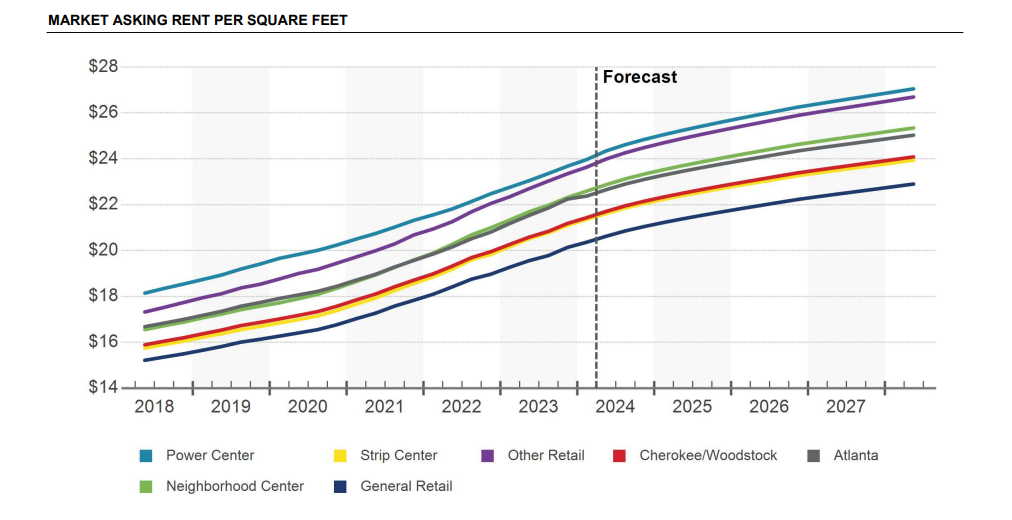 MARKET ASKING RENT PER SQUARE FEET
$28
Forecast
$26
$24
$22
$20
$18
$16
$14
2018 2019 2020 2021 2022 2023 2024 2025 2026 2027
Power Center Strip Center Other Retail Cherokee/Woodstock Atlanta
Neighborhood Center General Retail